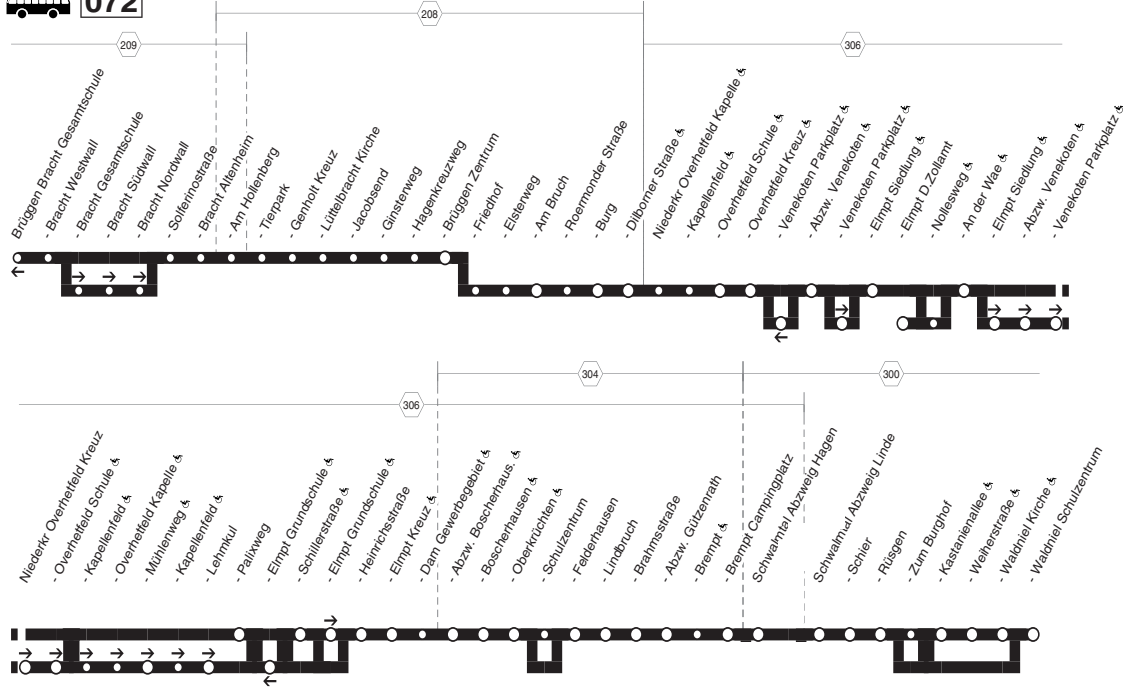 072
208
209
306
Brüggen Bracht Gesamtschule
- Bracht Westwall
- Bracht Gesamtschule
- Bracht Südwall
- Bracht Nordwall
- Solferinostraße
- Bracht Altenheim
- Am Hollenberg
- Tierpark
- Genholt Kreuz
- Lüttelbracht Kirche
- Jacobsend
- Ginsterweg
- Hagenkreuzweg
- Brüggen Zentrum
- Friedhof
- Elsterweg
- Am Bruch
- Roermonder Straße
- Burg
- Dilborner Straße
Niederkr Overhetfeld Kapelle
- Kapellenfeld
- Overhetfeld Schule
- Overhetfeld Kreuz
- Venekoten Parkplatz
- Abzw. Venekoten
- Venekoten Parkplatz
- Elmpt Siedlung
- Elmpt D.Zollamt
- Nollesweg
- An der Wae
- Elmpt Siedlung
- Abzw. Venekoten
- Venekoten Parkplatz
304
300
306
Niederkr Overhetfeld Kreuz
- Overhetfeld Schule
- Kapellenfeld
- Overhetfeld Kapelle
- Mühlenweg
- Kapellenfeld
- Lehmkul
- Palixweg
- Elmpt Grundschule
- Schillerstraße
- Elmpt Grundschule
- Heinrichsstraße
- Elmpt Kreuz
- Dam Gewerbegebiet
- Abzw. Boscherhaus.
- Boscherhausen
- Oberkrüchten
- Schulzentrum
- Felderhausen
- Lindbruch
- Brahmsstraße
- Abzw. Gützenrath
- Brempt
- Brempt Campingplatz
Schwalmtal Abzweig Hagen
Schwalmtal Abzweig Linde
- Schier
- Rüsgen
- Zum Burghof
- Kastanienallee
- Weiherstraße
- Waldniel Kirche
- Waldniel Schulzentrum